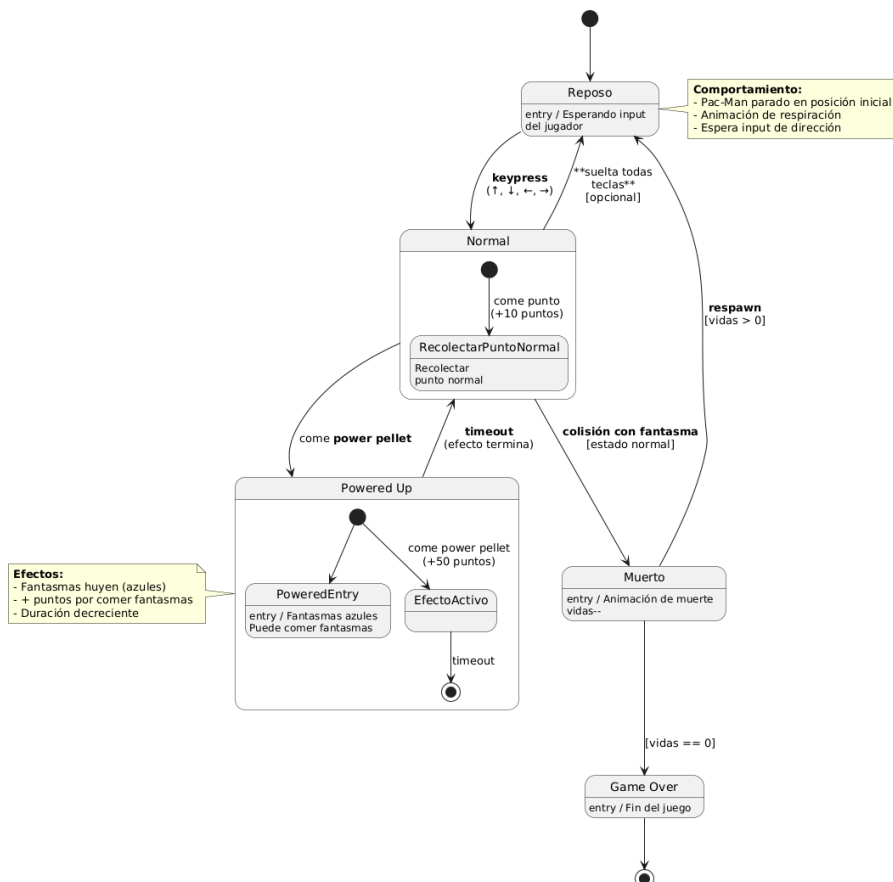 Reposo
entry / Esperando input
del jugador
Comportamiento:
- Pac-Man parado en posición inicial
- Animación de respiración
- Espera input de dirección
keypress
(↑, ↓, ←, →)
**suelta todas
teclas**
[opcional]
Normal
come punto
(+10 puntos)
RecolectarPuntoNormal
Recolectar
punto normal
respawn
[vidas > 0]
come power pellet
timeout
(efecto termina)
colisión con fantasma
[estado normal]
Powered Up
come power pellet
(+50 puntos)
PoweredEntry
entry / Fantasmas azules
Puede comer fantasmas
EfectoActivo
timeout
Efectos:
- Fantasmas huyen (azules)
- + puntos por comer fantasmas
- Duración decreciente
Muerto
entry / Animación de muerte
vidas--
[vidas == 0]
Game Over
entry / Fin del juego